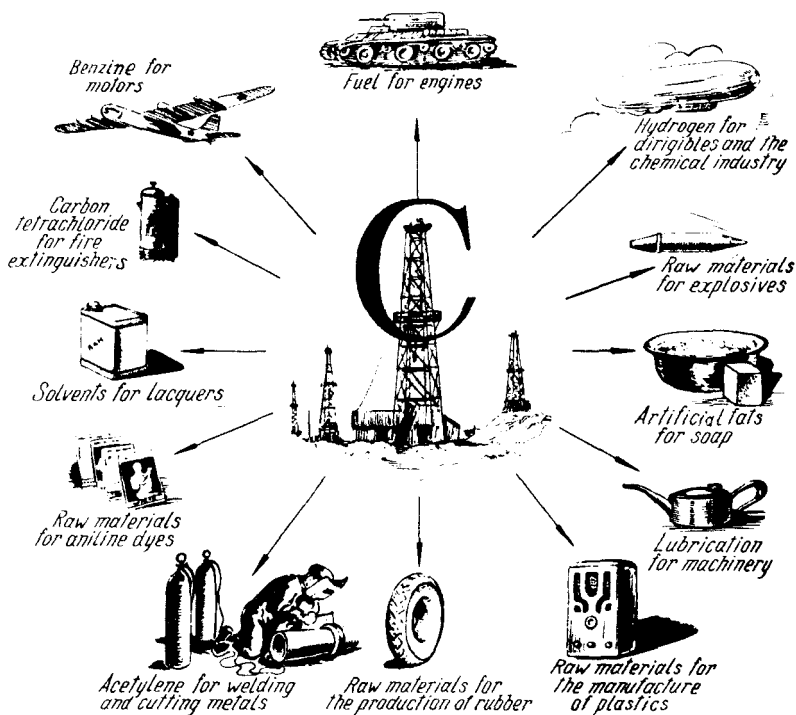 Fuel for engines
Benzine for
motors
Hydrogen for
dirigibles and the
chemical industry
Carbon
tetrachloride
for fire
extinguishers
C
Raw materials
for explosives
Solvents for lacquers
Artificial fats
for soap
Raw materials
for aniline dyes
Lubrication
for machinery
Acetylene for welding
and cutting metals
Raw materials for
the production of rubber
Raw materials for
the manufacture
of plastics